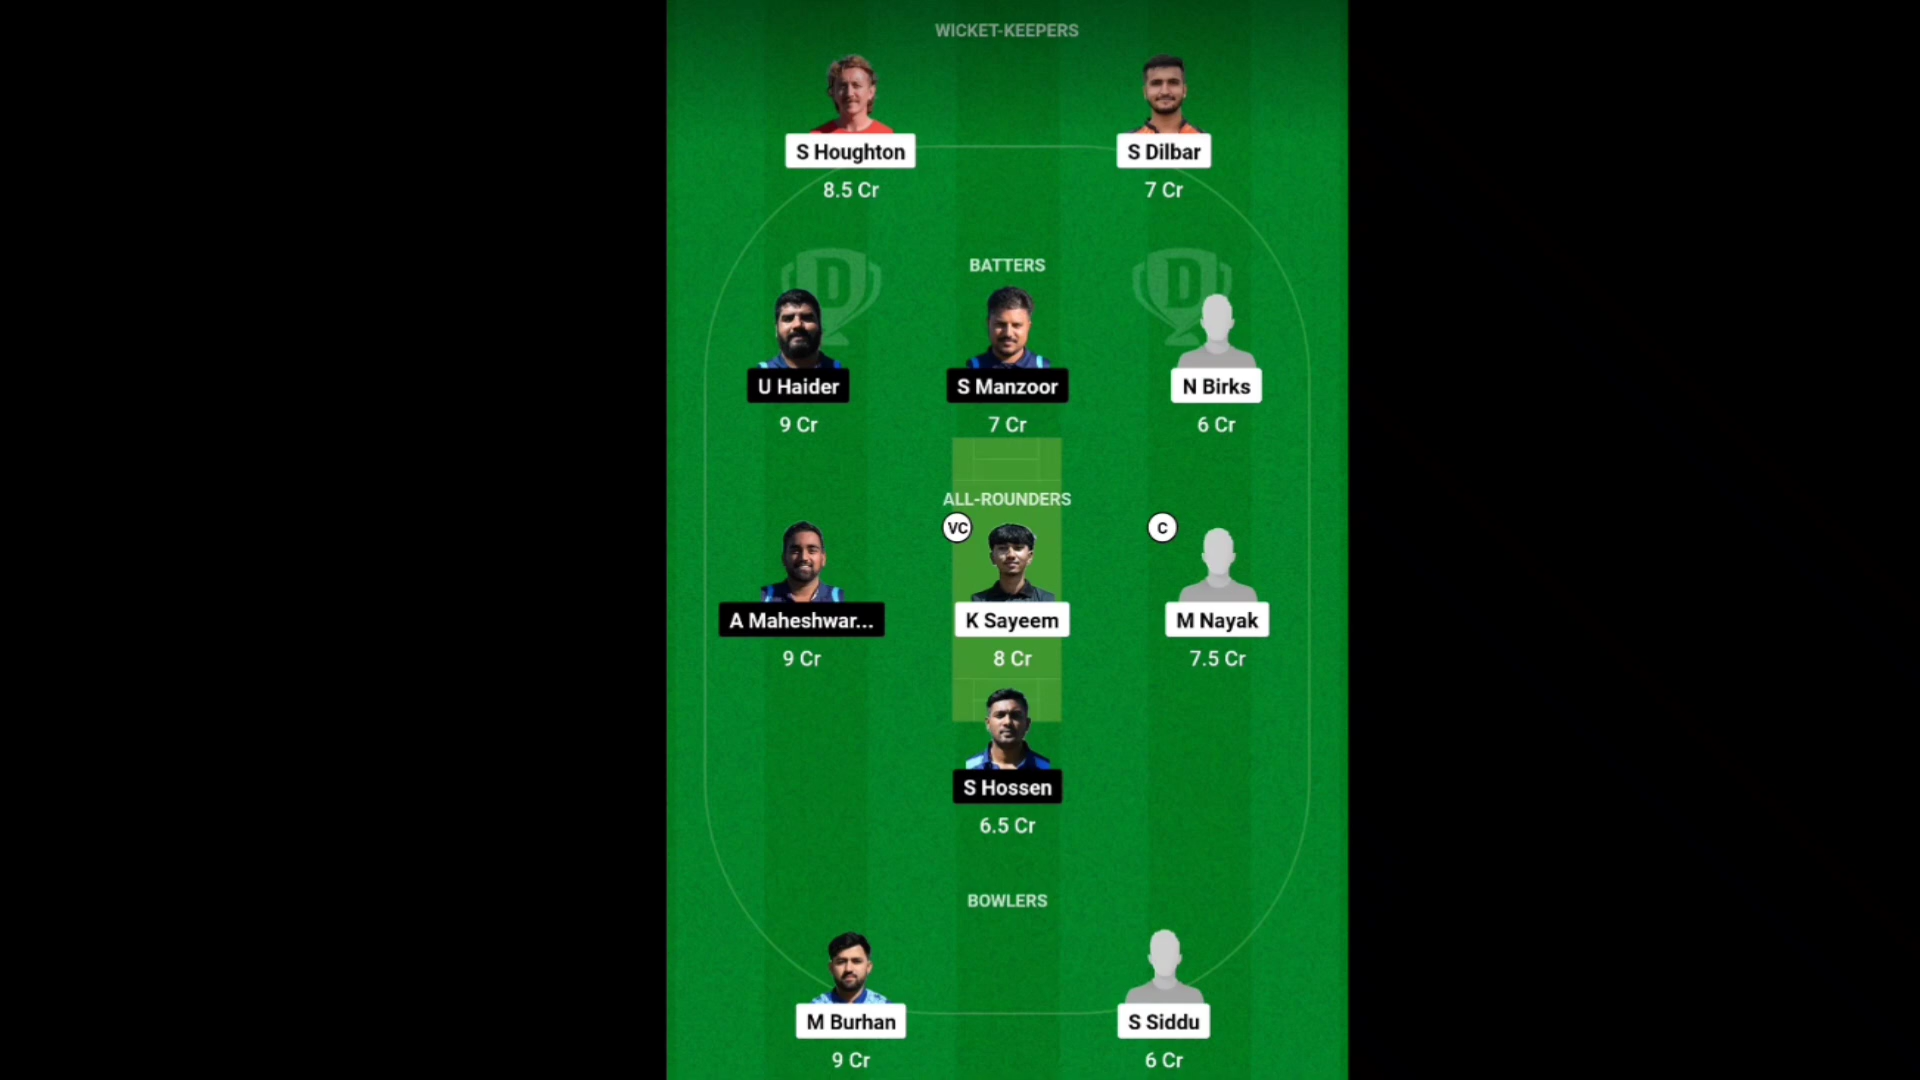 WICKET-KEEPERS
S Houghton
S Dilbar
8.5 Cr
7 Cr
D
D
BATTERS
U Haider
S Manzoor
N Birks
9 Cr
7 Cr
6 Cr
ALL-ROUNDERS
VC
C
A Maheshwar...
K Sayeem
M Nayak
9 Cr
8 Cr
7.5 Cr
S Hossen
6.5 Cr
BOWLERS
M Burhan
S Siddu
9 Cr
6 Cr